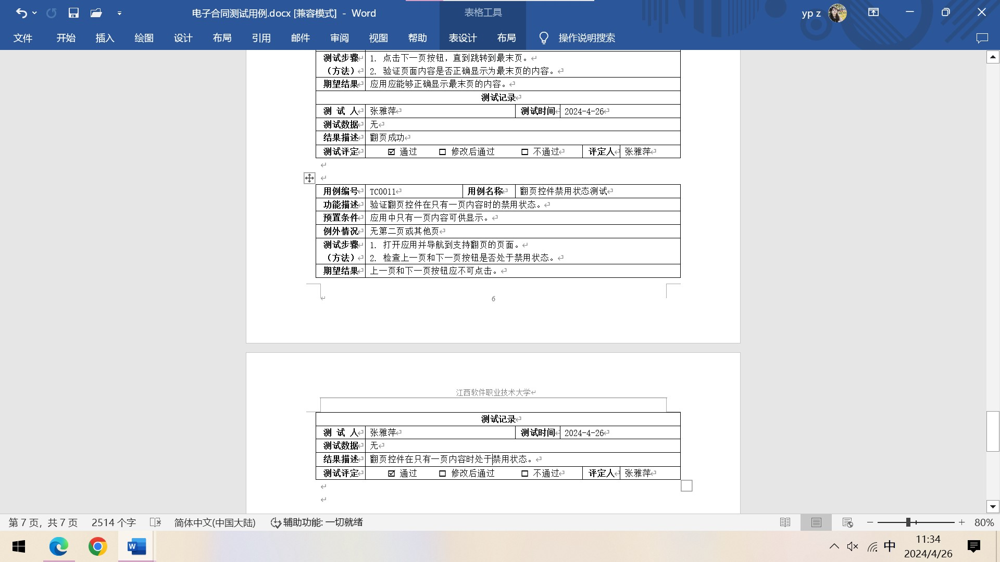 电子合同测试用例.docx [兼容模式] - Word
表格工具
yp z
文件 开始 插入 绘图 设计 布局 引用 邮件 审阅 视图 帮助 表设计 布局 操作说明搜索
测试步骤 1. 点击下一页按钮，直到跳转到最末页。
（方法） 2. 验证页面内容是否正确显示为最末页的内容。
期望结果 应用应能够正确显示最末页的内容。
测试记录
测 试 人 张雅萍 测试时间 2024-4-26
测试数据 无
结果描述 翻页成功
测试评定 ☑ 通过 ☐ 修改后通过 ☐ 不通过 评定人 张雅萍
用例编号 TC0011 用例名称 翻页控件禁用状态测试
功能描述 验证翻页控件在只有一页内容时的禁用状态。
预置条件 应用中只有一页内容可供显示。
例外情况 无第二页或其他页
测试步骤 1. 打开应用并导航到支持翻页的页面。
（方法） 2. 检查上一页和下一页按钮是否处于禁用状态。
期望结果 上一页和下一页按钮应不可点击。
6
江西软件职业技术大学
测试记录
测 试 人 张雅萍 测试时间 2024-4-26
测试数据 无
结果描述 翻页控件在只有一页内容时处于禁用状态。
测试评定 ☑ 通过 ☐ 修改后通过 ☐ 不通过 评定人 张雅萍
第 7 页，共 7 页 2514 个字 简体中文(中国大陆) 辅助功能: 一切就绪 80%
中 11:34
2024/4/26